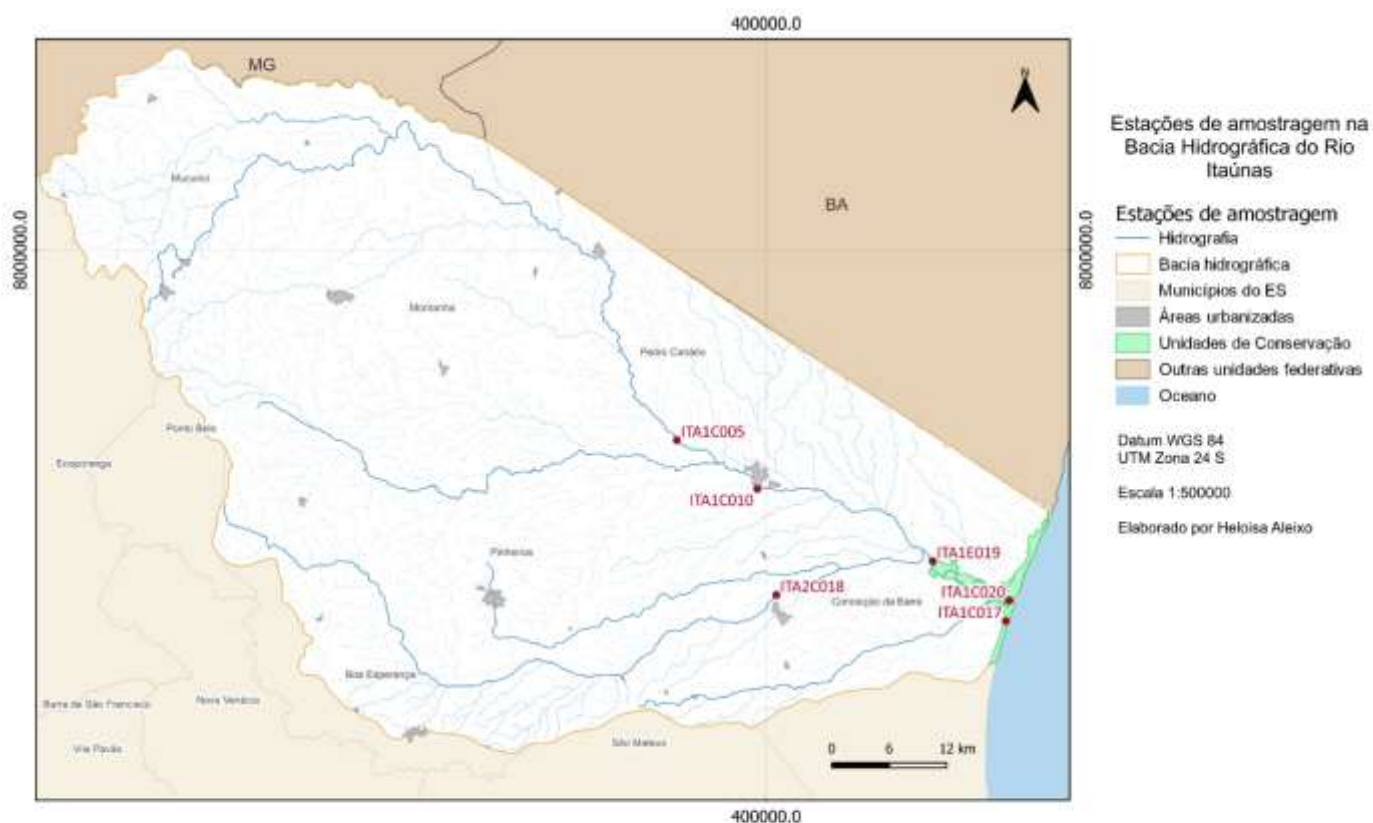 400000.0
MG
N
Estações de amostragem na
Bacia Hidrográfica do Rio
Itaúnas
Mucurici
BA
Estações de amostragem
8000000.0
8000000.0
Hidrografia
Bacia hidrográfica
Municípios do ES
Montanha
Áreas urbanizadas
Pedro Canário
Unidades de Conservação
Outras unidades federativas
Oceano
Ponto Belo
ITA1C005
Datum WGS 84
UTM Zona 24 S
Ecoporanga
ITA1C010
Escala 1:500000
Elaborado por Heloisa Aleixo
Pinheiros
ITA1E019
ITA2C018
Conceição da Barra
ITA1C020
ITA1C017
Boa Esperança
Barra de São Francisco
Nova Venécia
Vila Pavão
São Mateus
0 6 12 km
400000.0